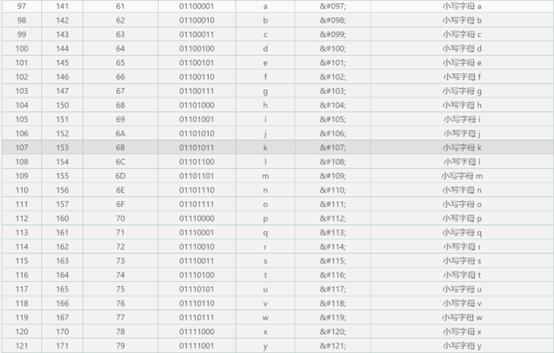 97 141 61 01100001 a &#097; 小写字母 a
98 142 62 01100010 b &#098; 小写字母 b
99 143 63 01100011 c &#099; 小写字母 c
100 144 64 01100100 d &#100; 小写字母 d
101 145 65 01100101 e &#101; 小写字母 e
102 146 66 01100110 f &#102; 小写字母 f
103 147 67 01100111 g &#103; 小写字母 g
104 150 68 01101000 h &#104; 小写字母 h
105 151 69 01101001 i &#105; 小写字母 i
106 152 6A 01101010 j &#106; 小写字母 j
107 153 6B 01101011 k &#107; 小写字母 k
108 154 6C 01101100 l &#108; 小写字母 l
109 155 6D 01101101 m &#109; 小写字母 m
110 156 6E 01101110 n &#110; 小写字母 n
111 157 6F 01101111 o &#111; 小写字母 o
112 160 70 01110000 p &#112; 小写字母 p
113 161 71 01110001 q &#113; 小写字母 q
114 162 72 01110010 r &#114; 小写字母 r
115 163 73 01110011 s &#115; 小写字母 s
116 164 74 01110100 t &#116; 小写字母 t
117 165 75 01110101 u &#117; 小写字母 u
118 166 76 01110110 v &#118; 小写字母 v
119 167 77 01110111 w &#119; 小写字母 w
120 170 78 01111000 x &#120; 小写字母 x
121 171 79 01111001 y &#121; 小写字母 y